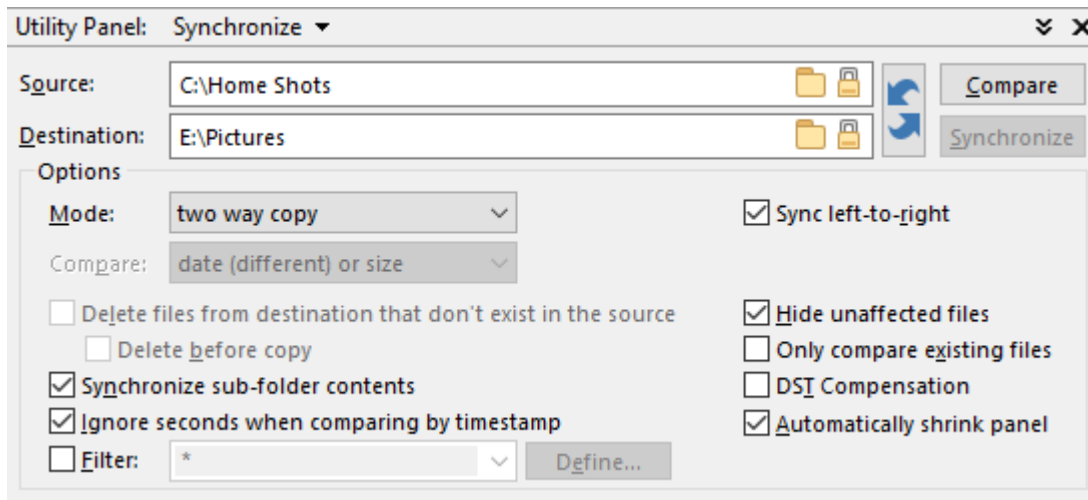 Utility Panel: Synchronize
Source: C:\Home Shots Compare
Destination: E:\Pictures Synchronize
Options
Mode: two way copy Sync left-to-right
Compare: date (different) or size
Delete files from destination that don't exist in the source Hide unaffected files
Delete before copy Only compare existing files
Synchronize sub-folder contents DST Compensation
Ignore seconds when comparing by timestamp Automatically shrink panel
Filter: * Define...